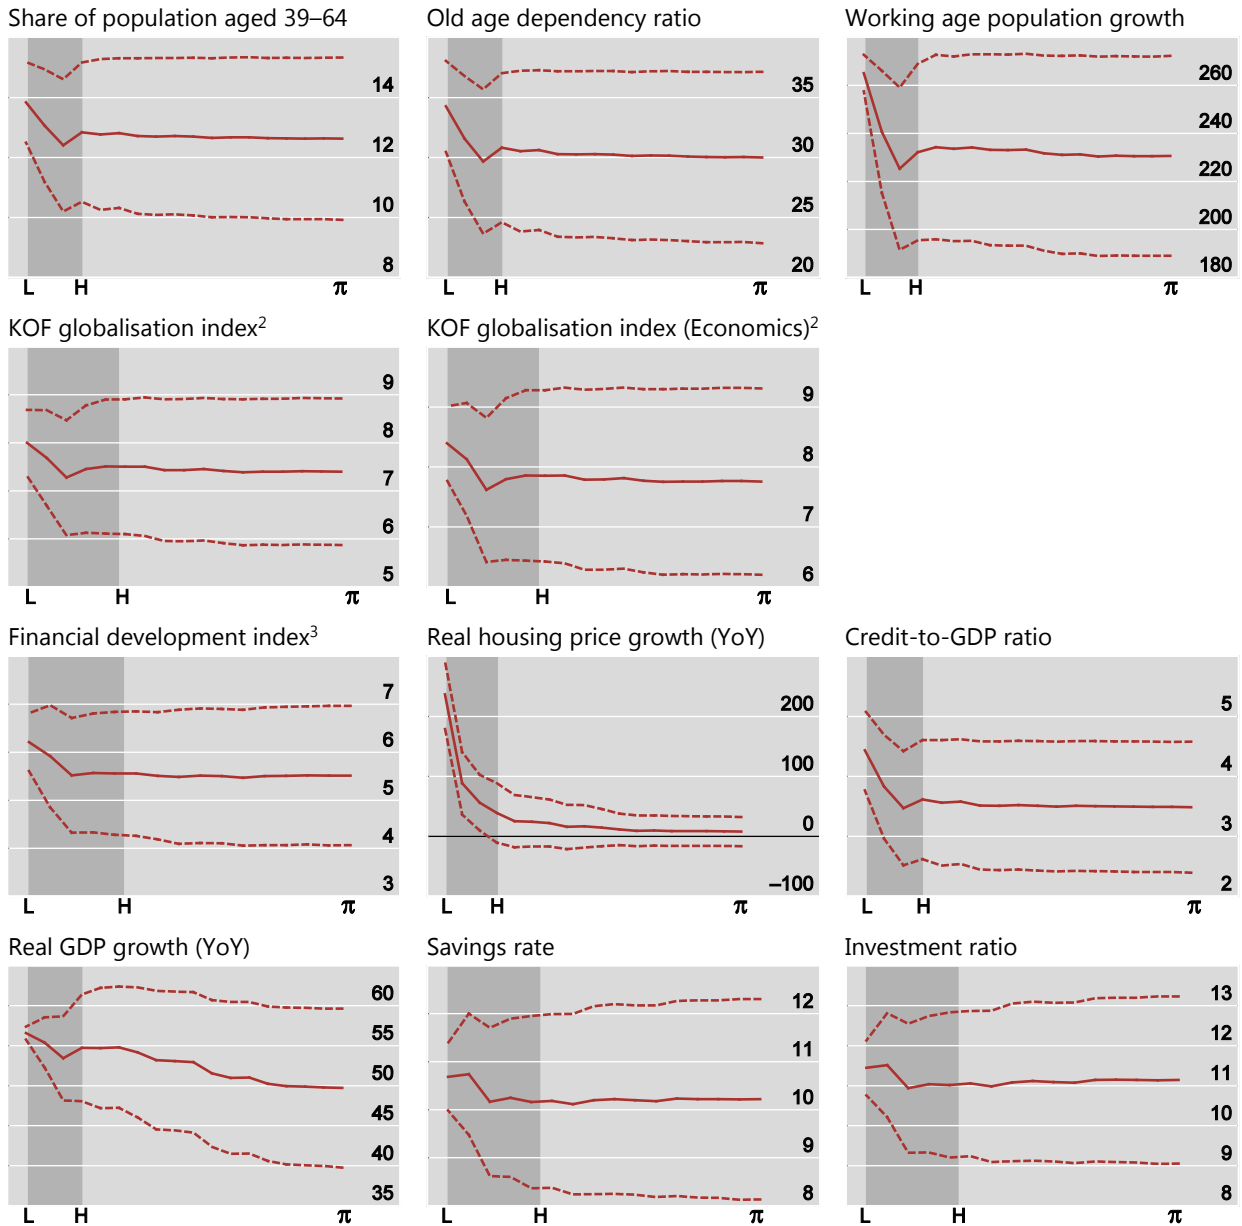 Share of population aged 39–64
14
12
10
8
L H π
Old age dependency ratio
35
30
25
20
L H π
Working age population growth
260
240
220
200
180
L H π
KOF globalisation index²
9
8
7
6
5
L H π
KOF globalisation index (Economics)²
9
8
7
6
L H π
Financial development index³
7
6
5
4
3
L H π
Real housing price growth (YoY)
200
100
0
–100
L H π
Credit-to-GDP ratio
5
4
3
2
L H π
Real GDP growth (YoY)
60
55
50
45
40
35
L H π
Savings rate
12
11
10
9
8
L H π
Investment ratio
13
12
11
10
9
8
L H π